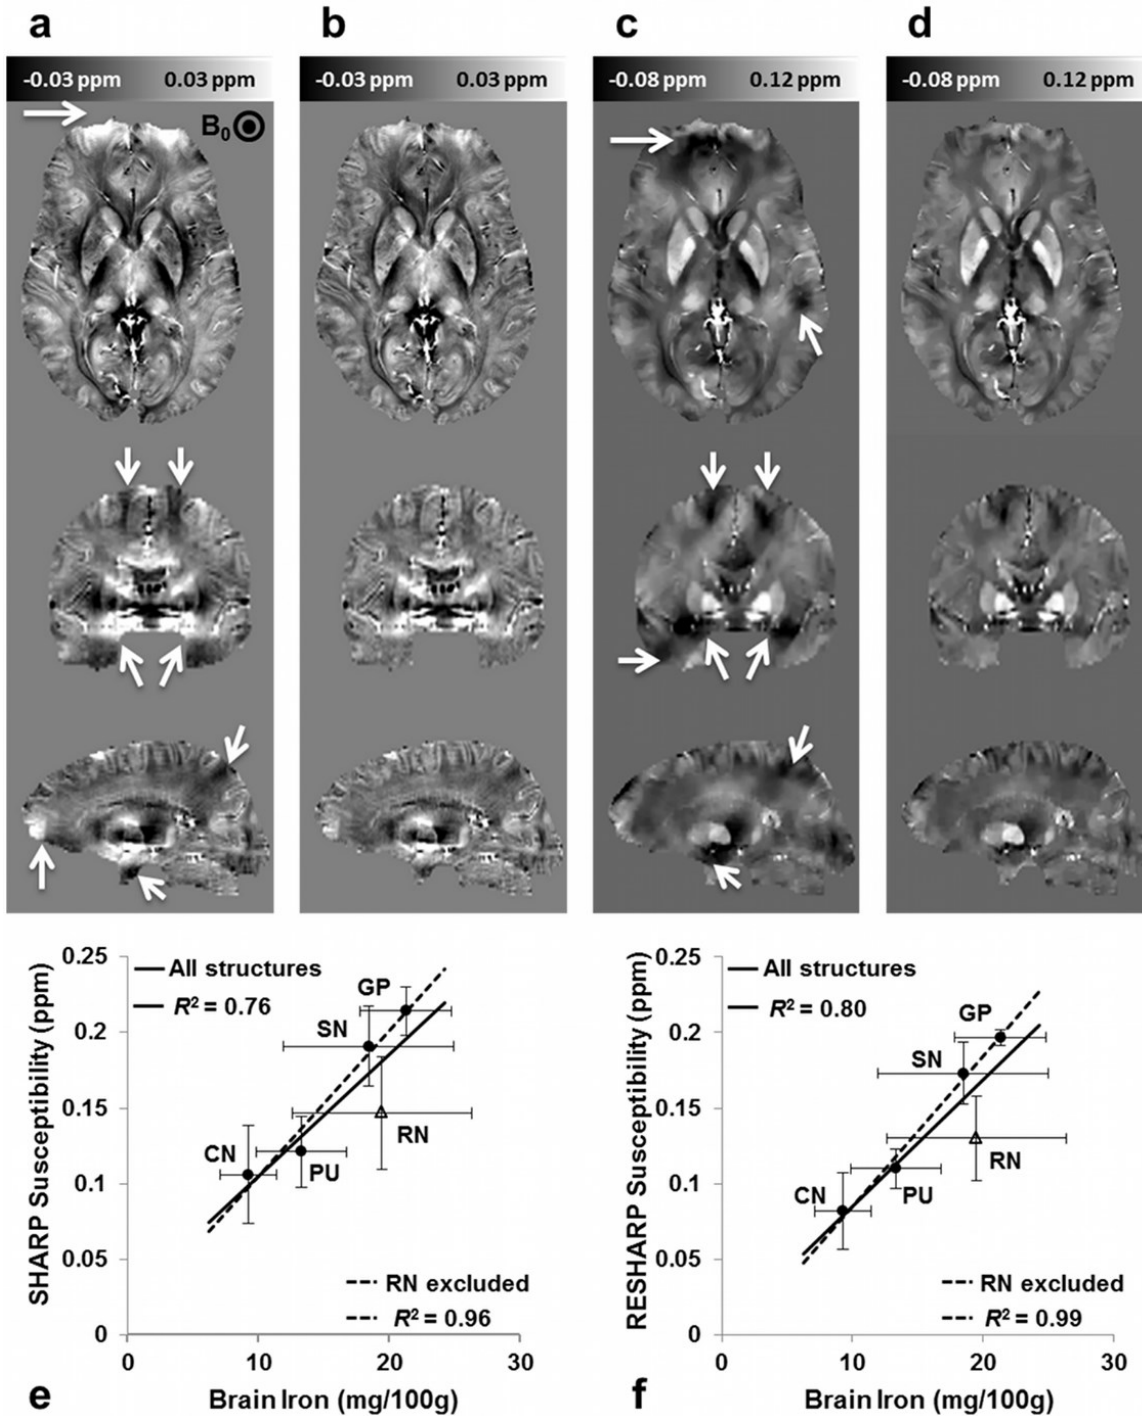 a b c d
-0.03 ppm 0.03 ppm -0.03 ppm 0.03 ppm -0.08 ppm 0.12 ppm -0.08 ppm 0.12 ppm
B0
0.25
0.2
0.15
0.1
0.05
0
SHARP Susceptibility (ppm)
All structures
R² = 0.76
GP
SN
RN
CN
PU
RN excluded
R² = 0.96
0 10 20 30
e Brain Iron (mg/100g)
0.25
0.2
0.15
0.1
0.05
0
RESHARP Susceptibility (ppm)
All structures
R² = 0.80
GP
SN
RN
CN
PU
RN excluded
R² = 0.99
0 10 20 30
f Brain Iron (mg/100g)